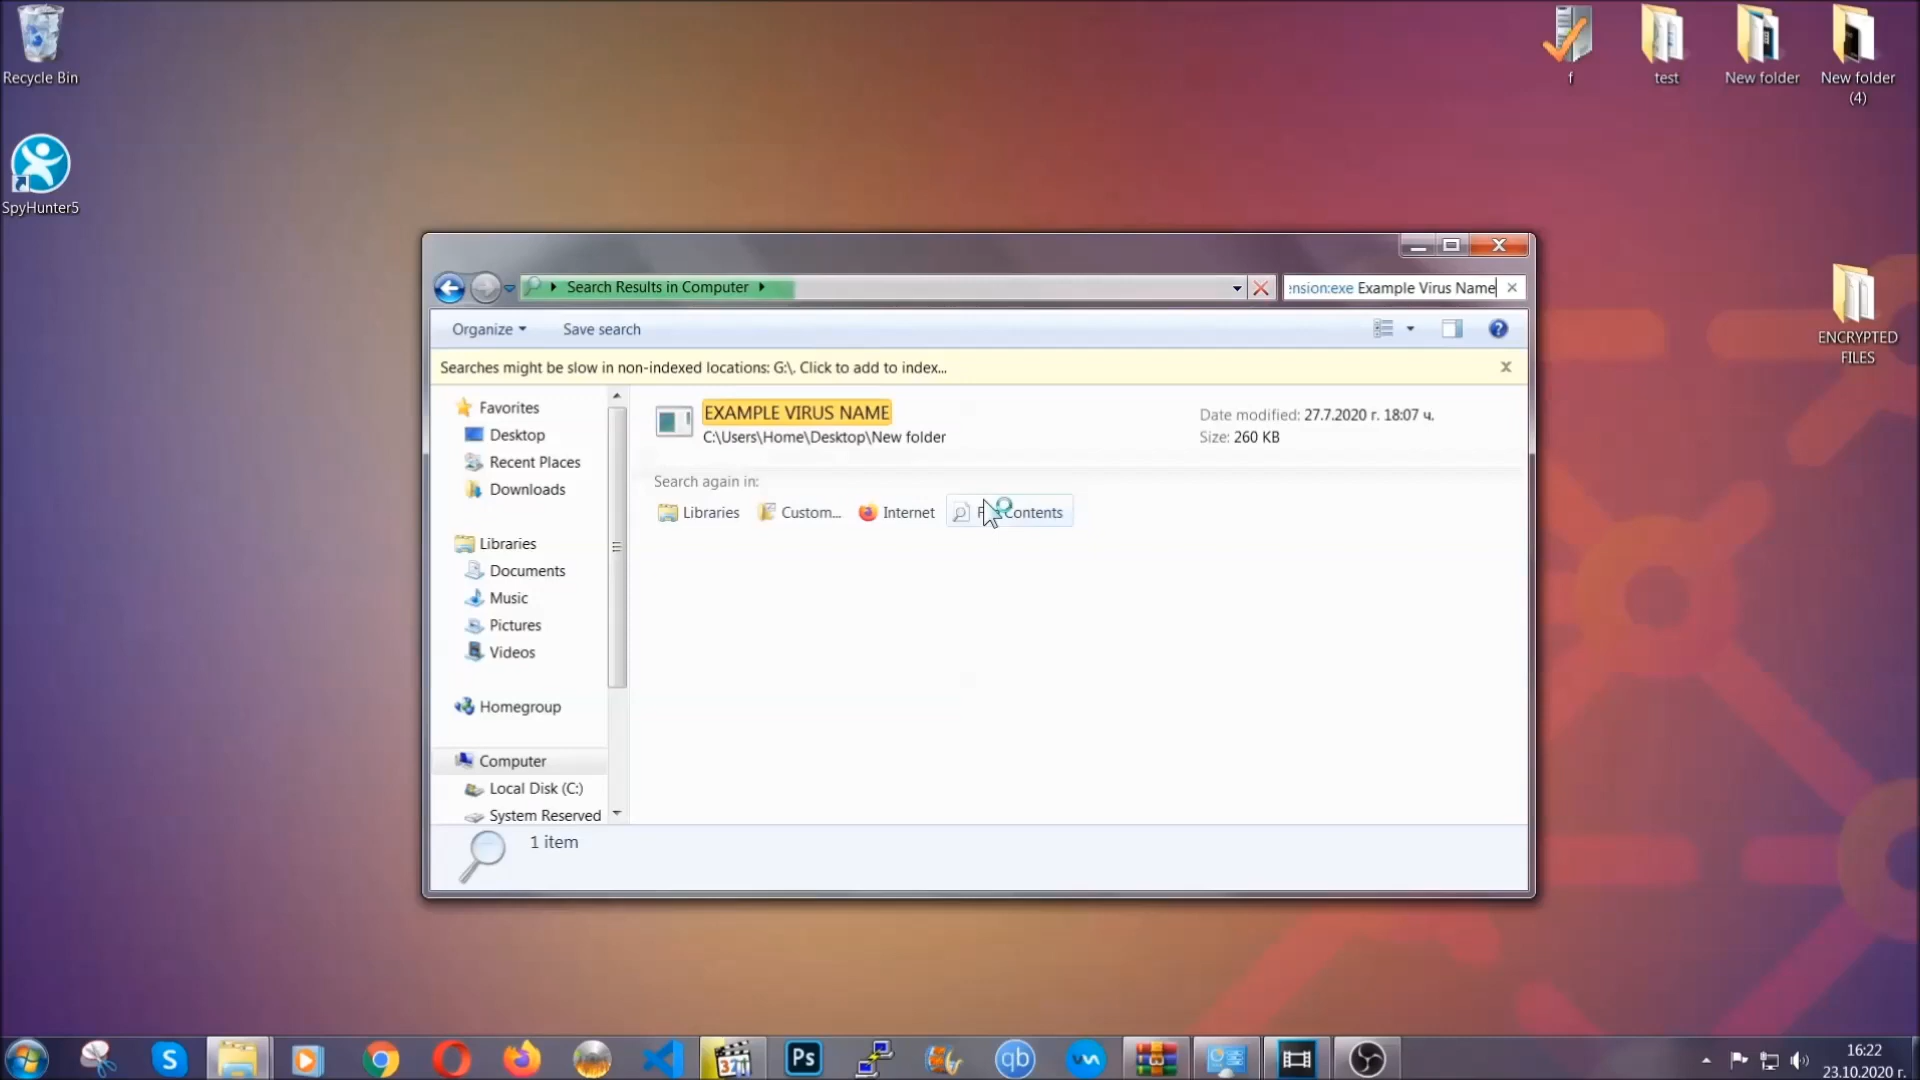 Recycle Bin
SpyHunter5
f
test
New folder
New folder
(4)
ENCRYPTED
FILES
Search Results in Computer
ension:exe Example Virus Name
Organize
Save search
Searches might be slow in non-indexed locations: G:\. Click to add to index...
Favorites
Desktop
Recent Places
Downloads
Libraries
Documents
Music
Pictures
Videos
Homegroup
Computer
Local Disk (C:)
System Reserved
EXAMPLE VIRUS NAME
C:\Users\Home\Desktop\New folder
Date modified: 27.7.2020 г. 18:07 ч.
Size: 260 KB
Search again in:
Libraries
Custom...
Internet
Contents
1 item
S
321
Ps
qb
16:22
23.10.2020 г.